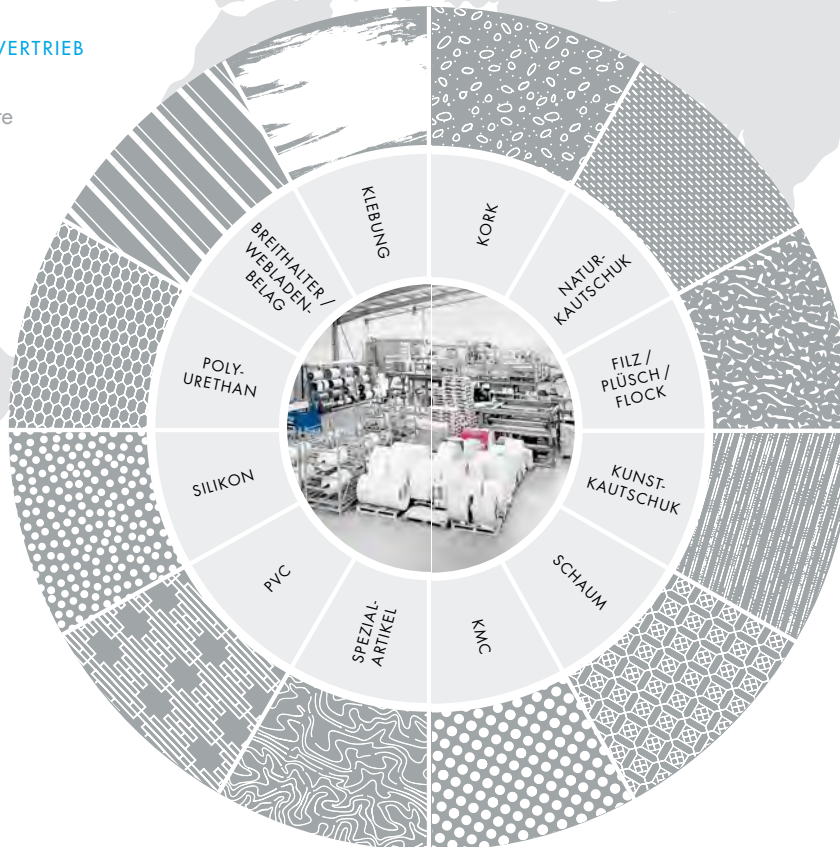 VERTRIEB
re
KLEBUNG
KORK
NATUR-
KAUTSCHUK
FILZ /
PLÜSCH /
FLOCK
KUNST-
KAUTSCHUK
SCHAUM
KMC
SPEZIAL-
ARTIKEL
PVC
SILIKON
POLY-
URETHAN
BREITHALTER /
WEBLADEN-
BELAG